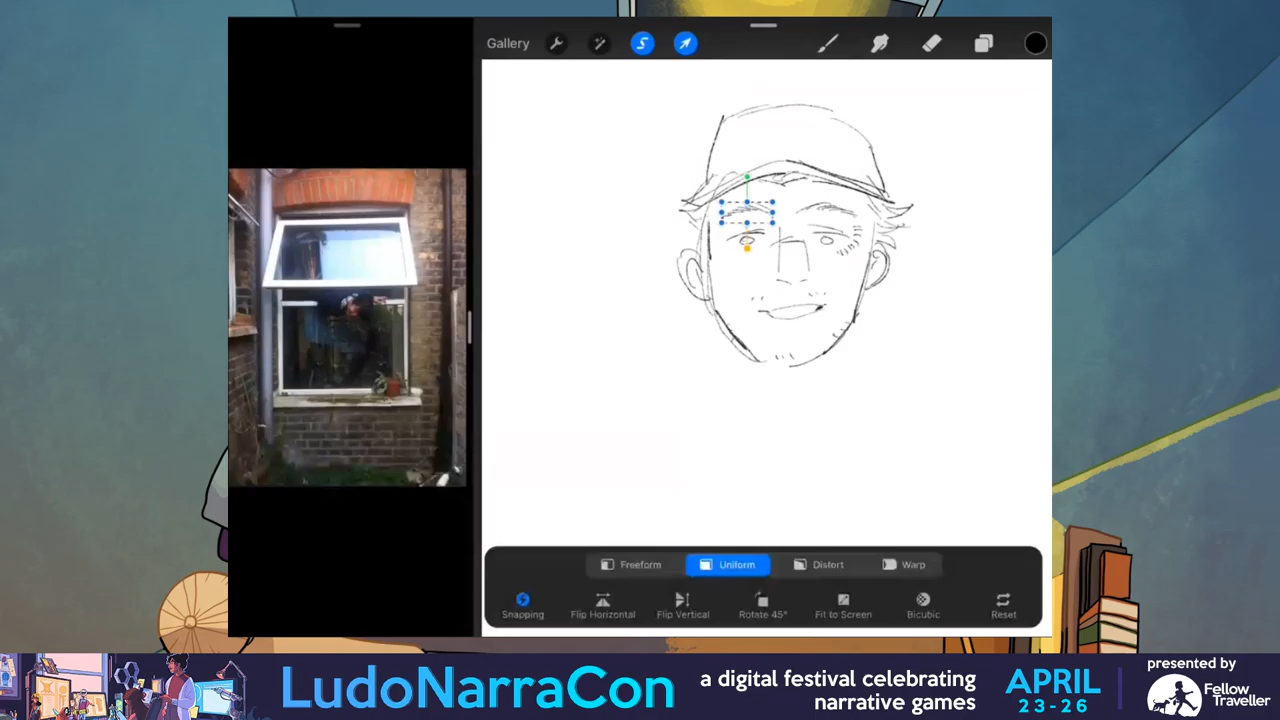 Gallery
Freeform
Uniform
Distort
Warp
Snapping
Flip Horizontal
Flip Vertical
Rotate 45°
Fit to Screen
Bicubic
Reset
LudoNarraCon
a digital festival celebrating
narrative games
APRIL
23-26
presented by
Fellow
Traveller